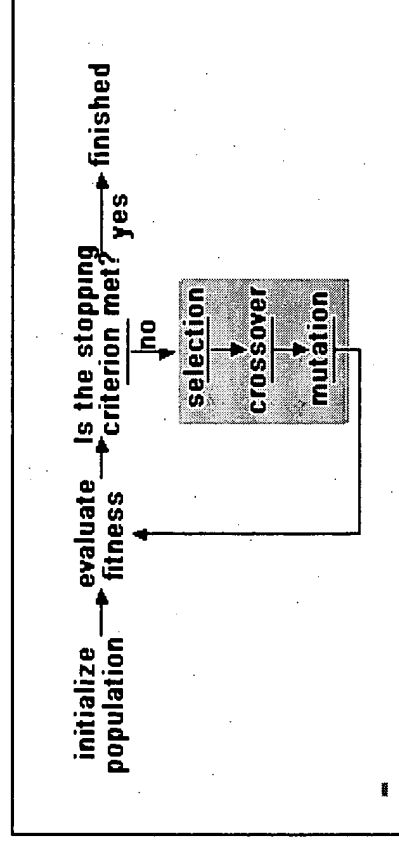 initialize
population
evaluate
fitness
Is the stopping
criterion met?
yes
finished
no
selection
crossover
mutation